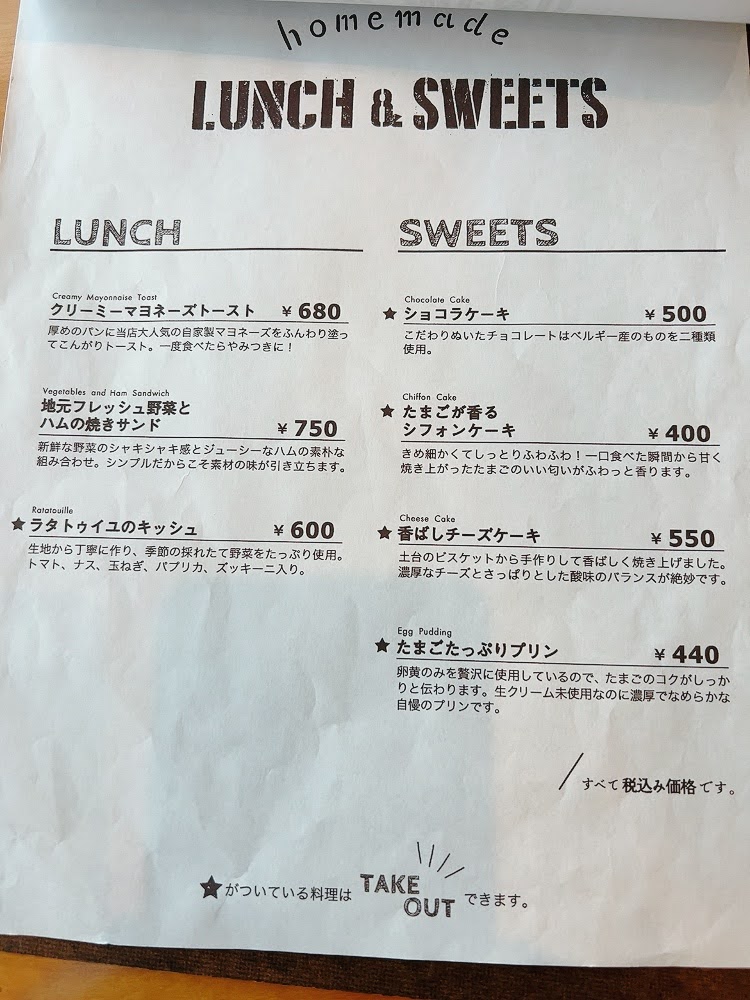 homemade
LUNCH & SWEETS
LUNCH
Creamy Mayonnaise Toast
クリーミーマヨネーズトースト ¥ 680
厚めのパンに当店大人気の自家製マヨネーズをふんわり塗っ
てこんがりトースト。一度食べたらやみつきに！
Vegetables and Ham Sandwich
地元フレッシュ野菜と
ハムの焼きサンド ¥ 750
新鮮な野菜のシャキシャキ感とジューシーなハムの素朴な
組み合わせ。シンプルだからこそ素材の味が引き立ちます。
Ratatouille
★ラタトゥイユのキッシュ ¥ 600
生地から丁寧に作り、季節の採れたて野菜をたっぷり使用。
トマト、ナス、玉ねぎ、パプリカ、ズッキーニ入り。
SWEETS
Chocolate Cake
★ショコラケーキ ¥ 500
こだわりぬいたチョコレートはベルギー産のものを二種類
使用。
Chiffon Cake
★たまごが香る
シフォンケーキ ¥ 400
きめ細かくてしっとりふわふわ！一口食べた瞬間から甘く
焼き上がったたまごのいい匂いがふわっと香ります。
Cheese Cake
★香ばしチーズケーキ ¥ 550
土台のビスケットから手作りして香ばしく焼き上げました。
濃厚なチーズとさっぱりとした酸味のバランスが絶妙です。
Egg Pudding
★たまごたっぷりプリン ¥ 440
卵黄のみを贅沢に使用しているので、たまごのコクがしっか
りと伝わります。生クリーム未使用なのに濃厚でなめらかな
自慢のプリンです。
すべて税込み価格です。
★がついている料理は TAKE OUT できます。